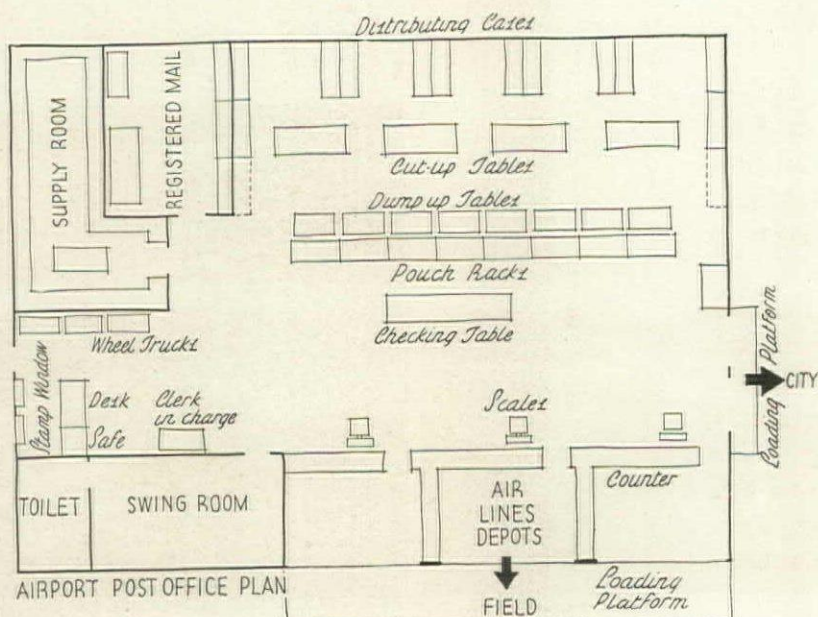 Distributing Cases
SUPPLY ROOM
REGISTERED MAIL
Cut-up Tables
Dump up Tables
Pouch Racks
Checking Table
Wheel Trucks
Stamp Window
Desk
Safe
Clerk
in charge
Scales
Loading Platform
CITY
TOILET
SWING ROOM
AIR
LINES
DEPOTS
Counter
AIRPORT POST OFFICE PLAN
FIELD
Loading
Platform